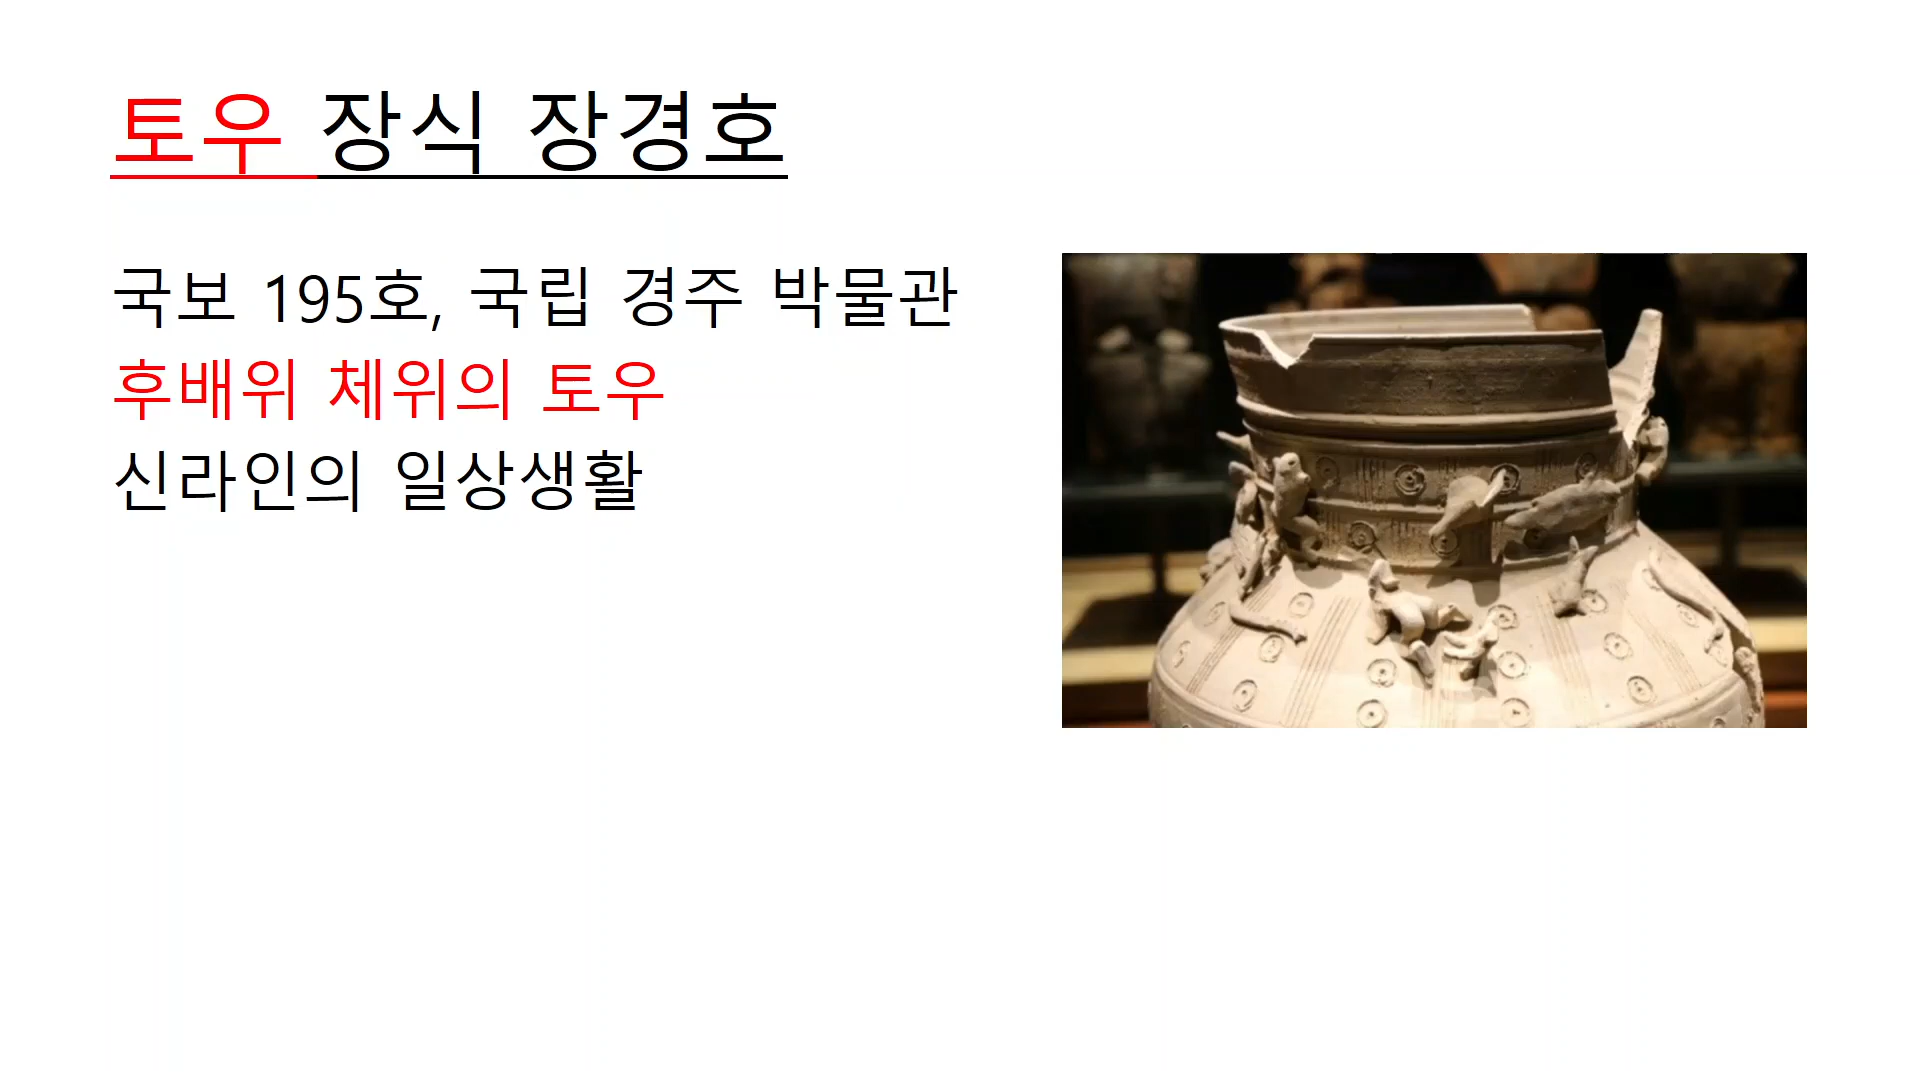 토우 장식 장경호
국보 195호, 국립 경주 박물관
후배위 체위의 토우
신라인의 일상생활